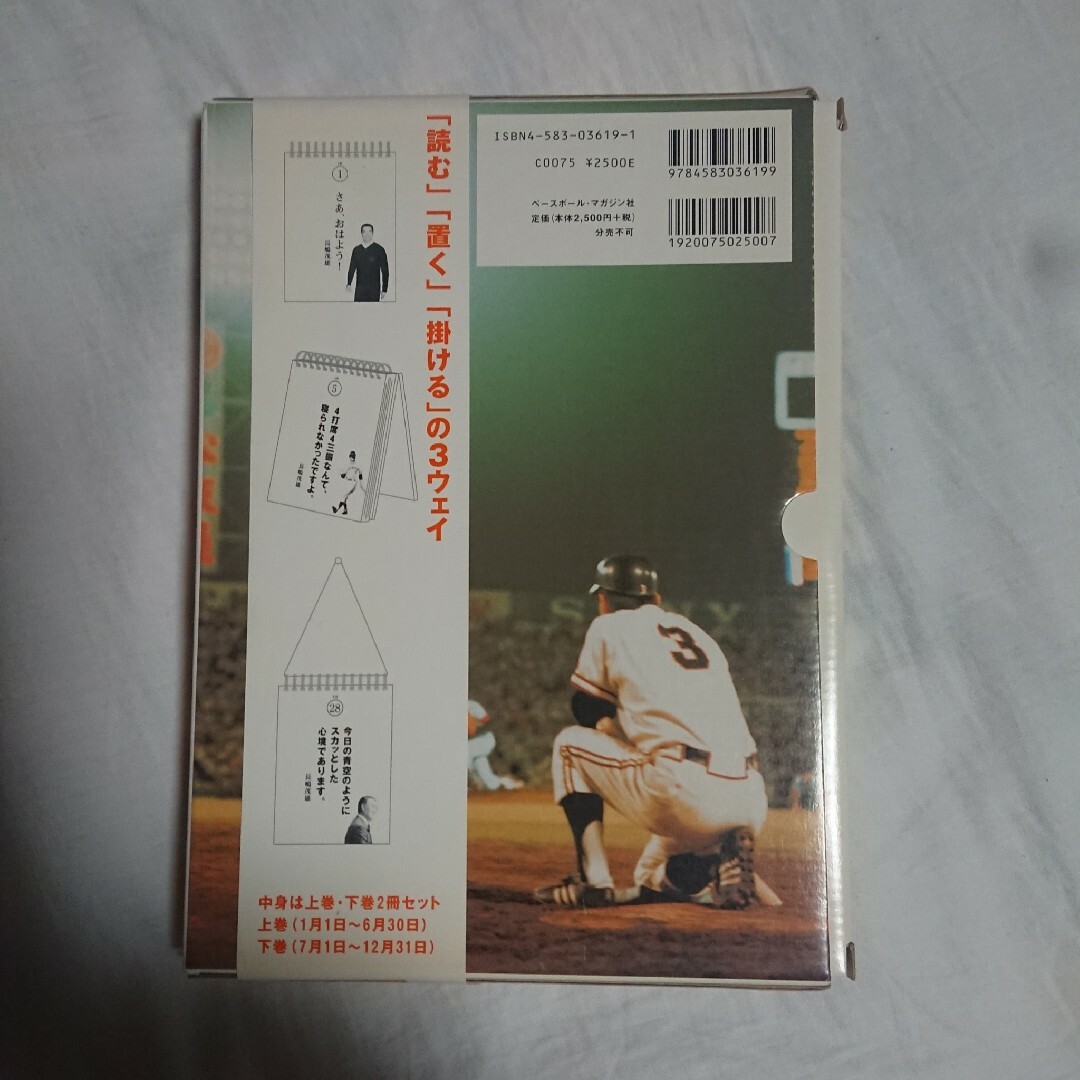 「読む」「置く」「掛ける」の3ウェイ
1
さあ、おはよう!
長嶋茂雄
5
4打席4三振なんて、
寝られなかったですよ。
長嶋茂雄
28
今日の青空のように
スカッとした
心境であります。
長嶋茂雄
中身は上巻・下巻2冊セット
上巻(1月1日〜6月30日)
下巻(7月1日〜12月31日)
ISBN4-583-03619-1
C0075 ¥2500E
ベースボール・マガジン社
定価(本体2,500円+税)
分売不可
9784583036199
1920075025007
3